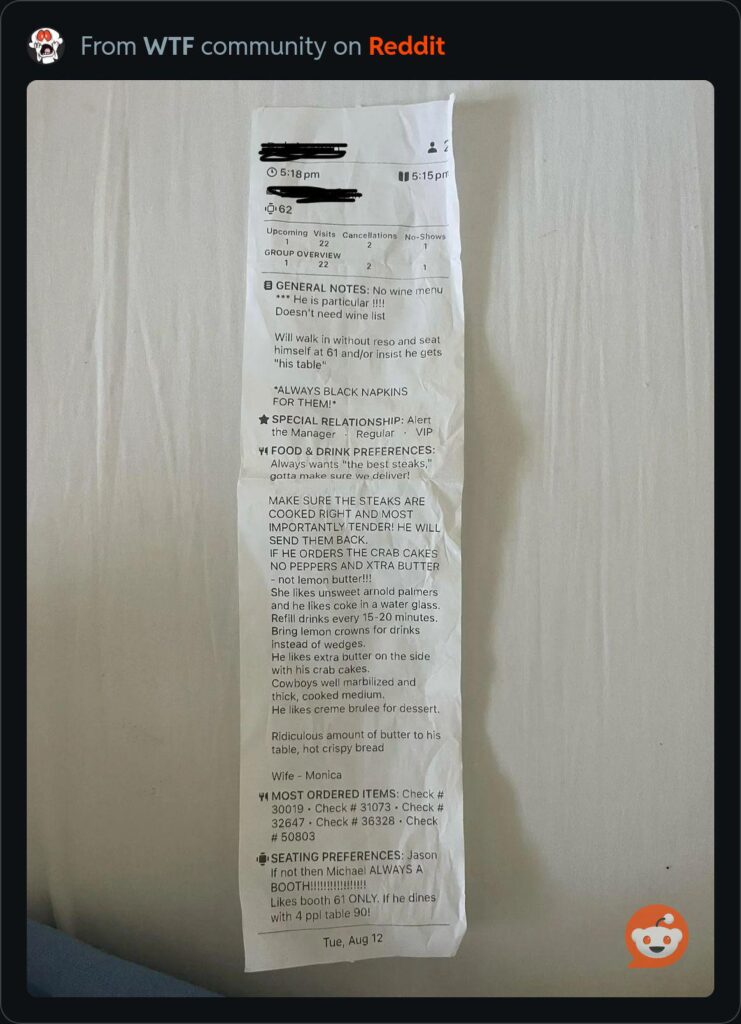 From WTF community on Reddit
2
5:18pm 5:15pm
62
Upcoming Visits Cancellations No-Shows
1 22 2 1
GROUP OVERVIEW
1 22 2 1
GENERAL NOTES: No wine menu
*** He is particular !!!!
Doesn't need wine list
Will walk in without reso and seat
himself at 61 and/or insist he gets
"his table"
*ALWAYS BLACK NAPKINS
FOR THEM!*
SPECIAL RELATIONSHIP: Alert
the Manager · Regular · VIP
FOOD & DRINK PREFERENCES:
Always wants "the best steaks,"
gotta make sure we deliver!
MAKE SURE THE STEAKS ARE
COOKED RIGHT AND MOST
IMPORTANTLY TENDER! HE WILL
SEND THEM BACK.
IF HE ORDERS THE CRAB CAKES
NO PEPPERS AND XTRA BUTTER
- not lemon butter!!!
She likes unsweet arnold palmers
and he likes coke in a water glass.
Refill drinks every 15-20 minutes.
Bring lemon crowns for drinks
instead of wedges.
He likes extra butter on the side
with his crab cakes.
Cowboys well marbilized and
thick, cooked medium.
He likes creme brulee for dessert.
Ridiculous amount of butter to his
table, hot crispy bread
Wife - Monica
MOST ORDERED ITEMS: Check #
30019 • Check # 31073 • Check #
32647 • Check # 36328 • Check
# 50803
SEATING PREFERENCES: Jason
If not then Michael ALWAYS A
BOOTH!!!!!!!!!!!!!!!!!
Likes booth 61 ONLY. If he dines
with 4 ppl table 90!
Tue, Aug 12